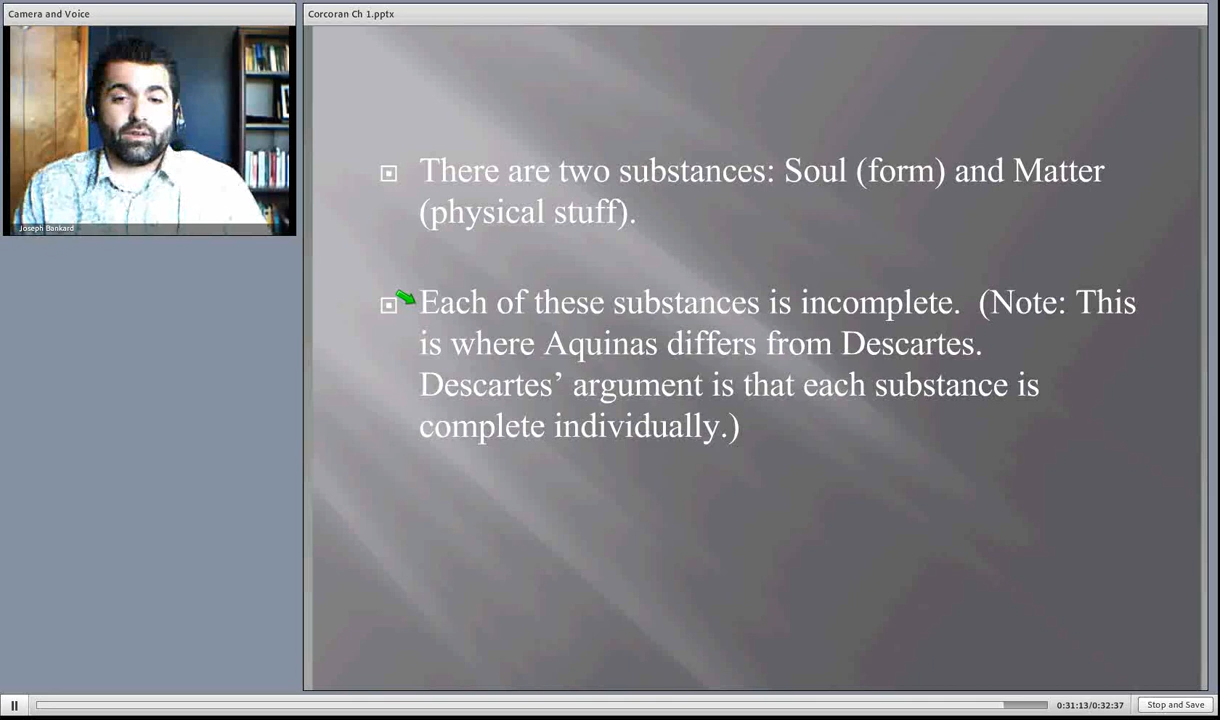 Camera and Voice
Joseph Bankard
Corcoran Ch 1.pptx
There are two substances: Soul (form) and Matter
(physical stuff).
Each of these substances is incomplete. (Note: This
is where Aquinas differs from Descartes.
Descartes’ argument is that each substance is
complete individually.)
0:31:13/0:32:37
Stop and Save